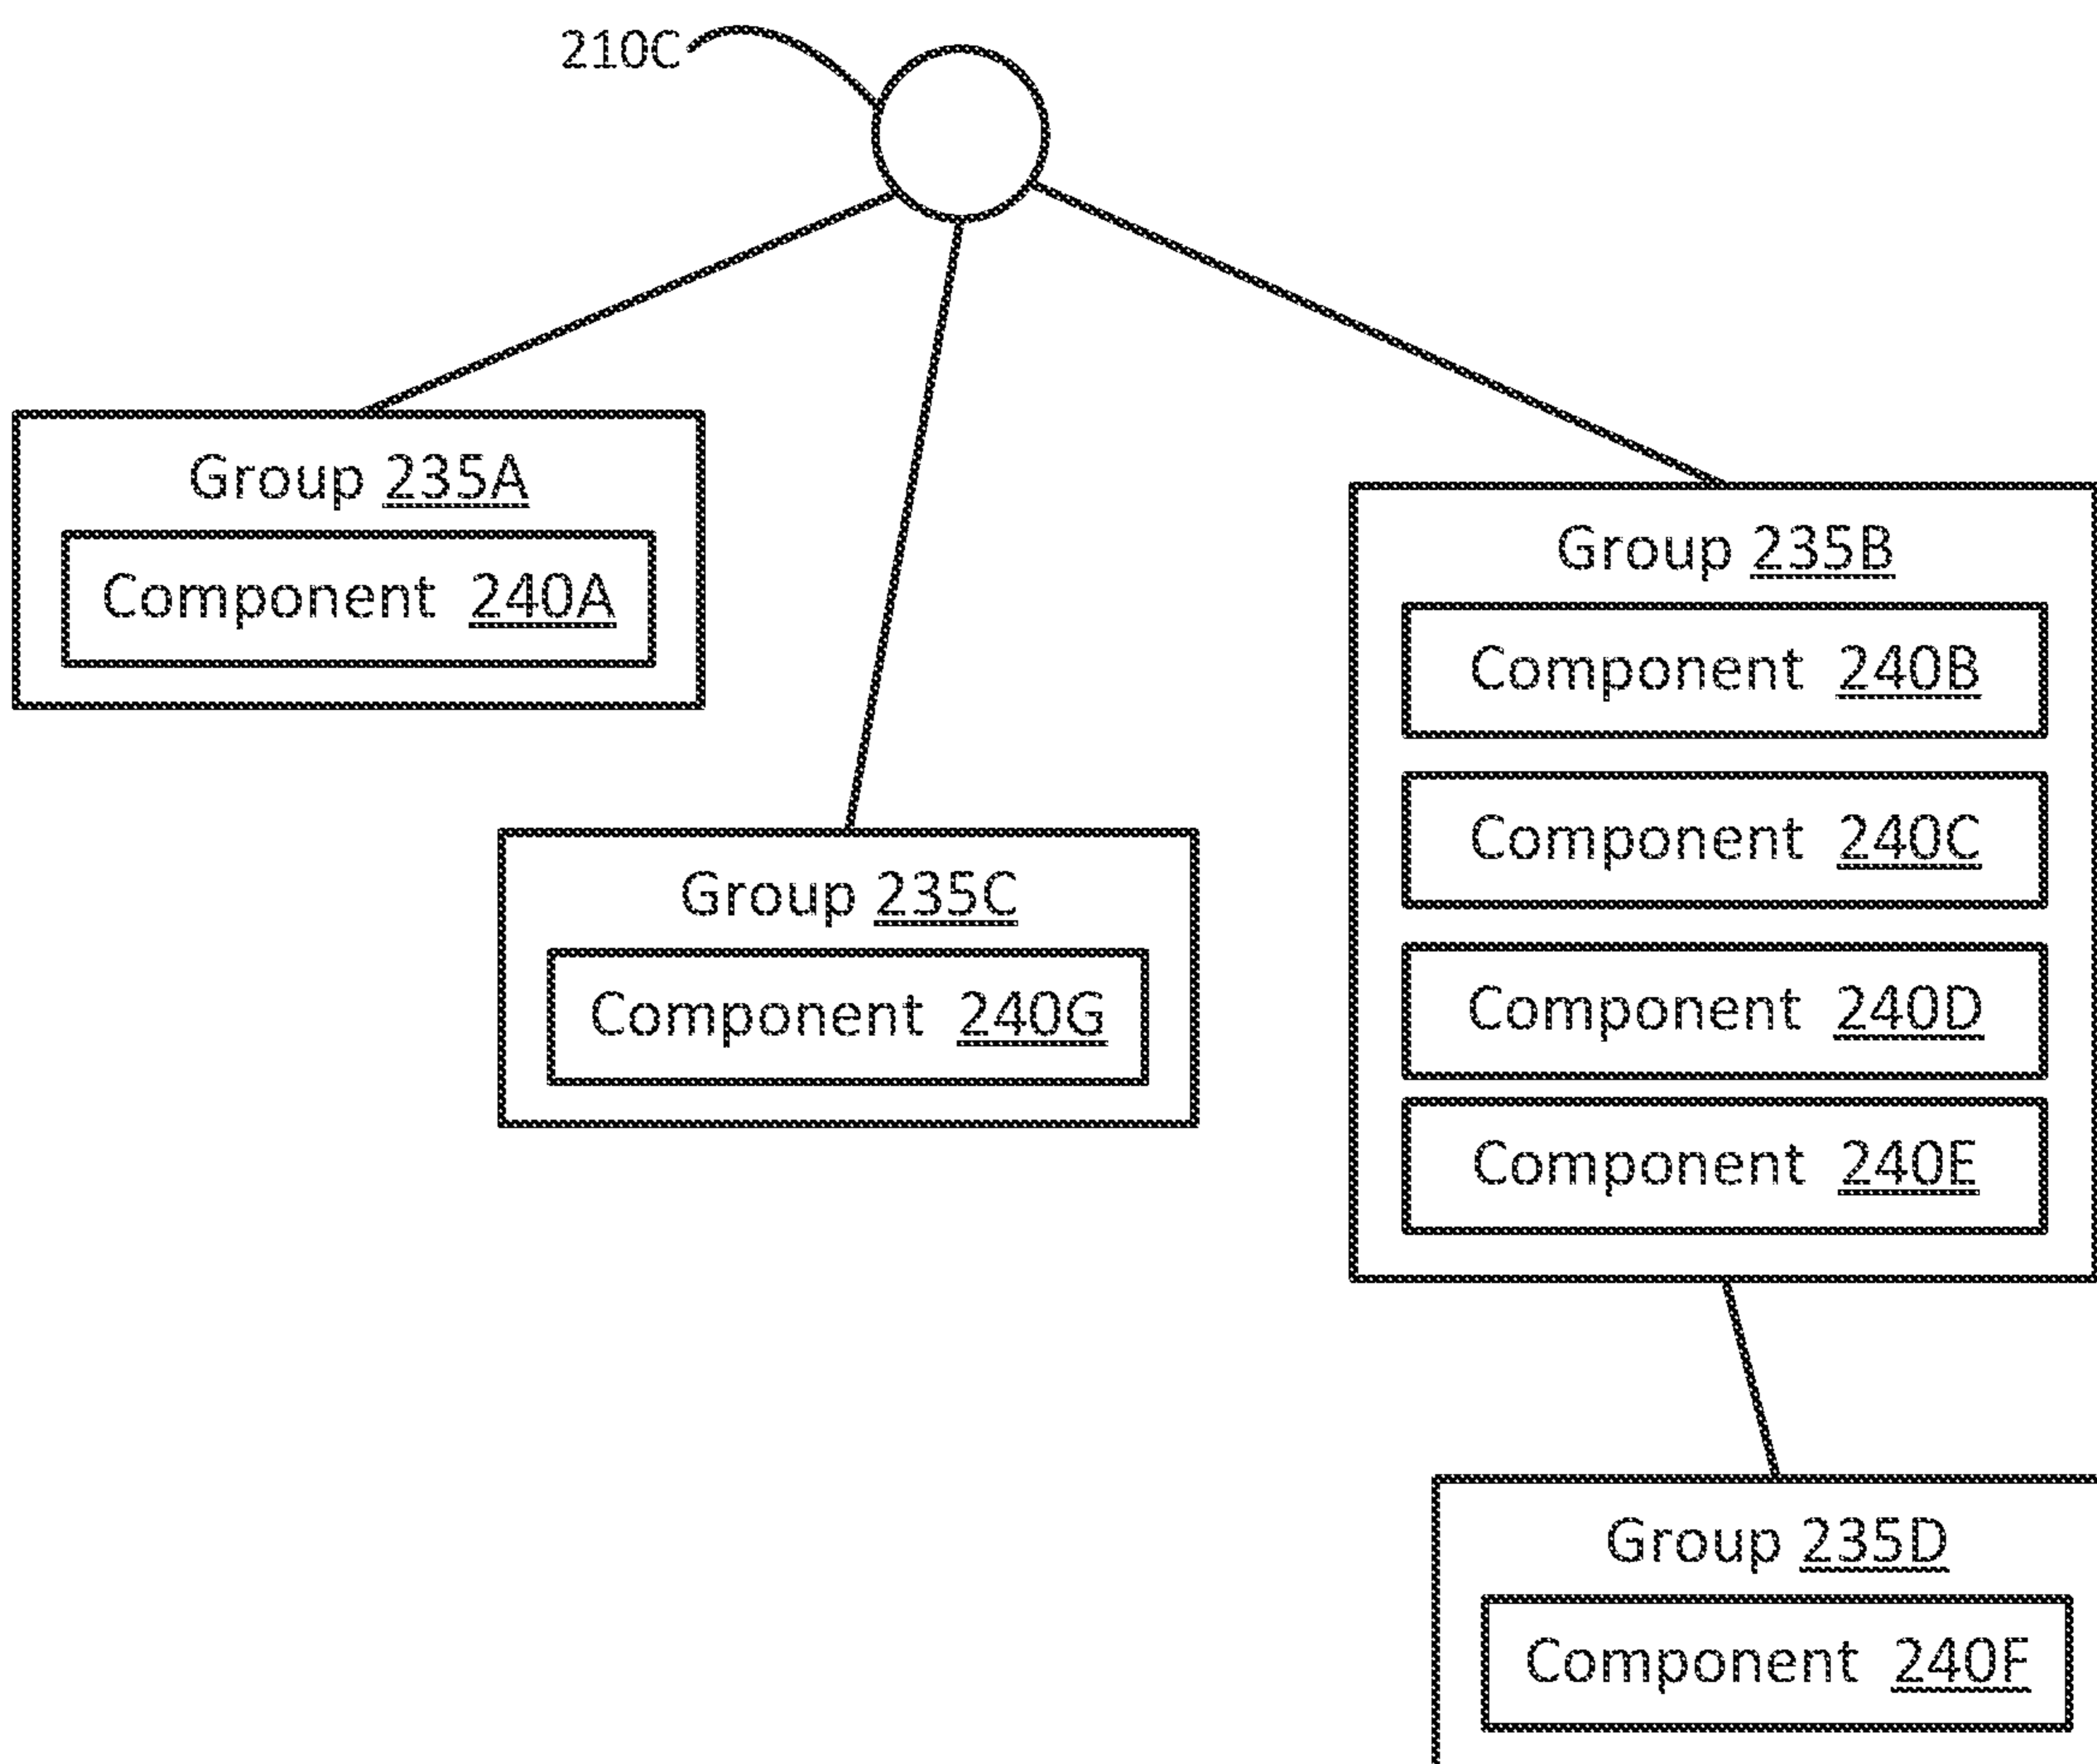 210C
Group 235A
Component 240A
Group 235B
Component 240B
Component 240C
Component 240D
Component 240E
Group 235C
Component 240G
Group 235D
Component 240F